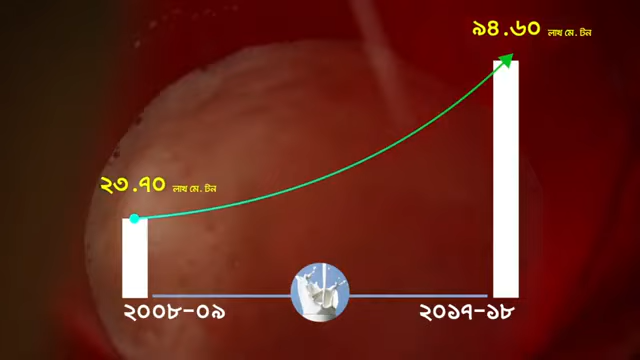 ৯৪.৬০ লাখ মে. টন
২৩.৭০ লাখ মে. টন
২০০৮-০৯
২০১৭-১৮